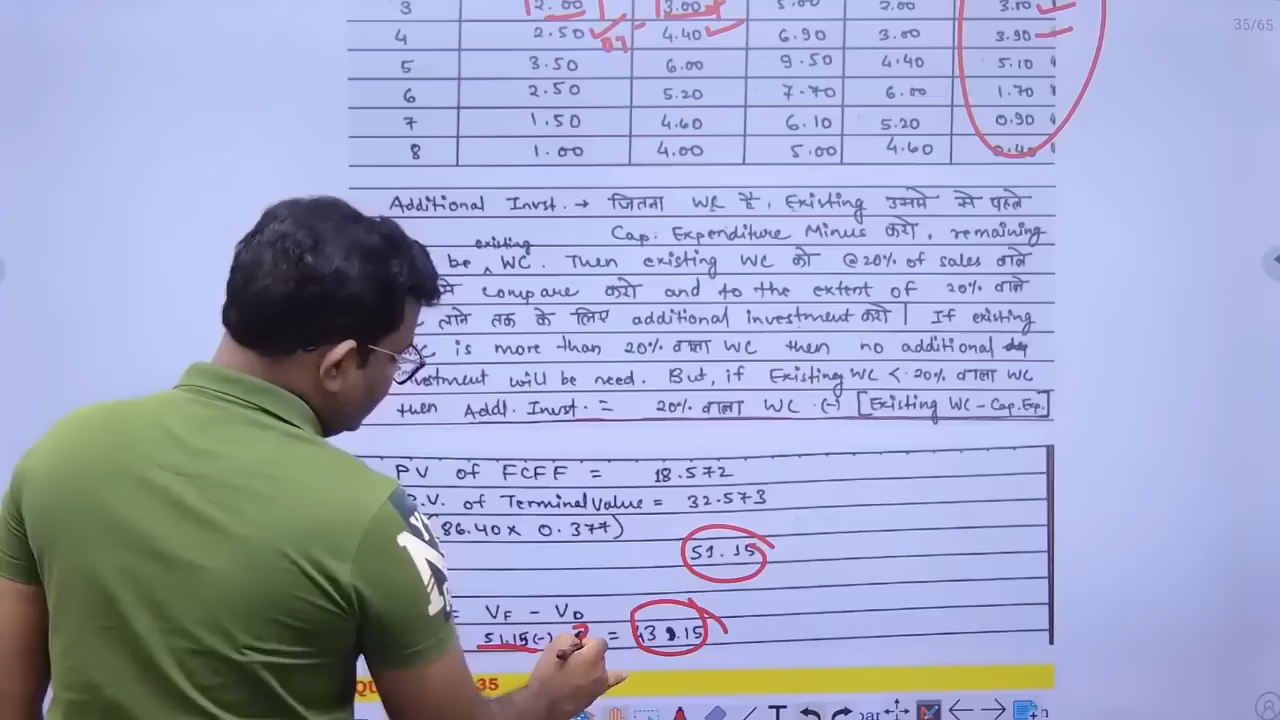 35/65
3 2.00 3.00 5.00 2.00 3.10
4 2.50 4.40 6.90 3.00 3.90
5 3.50 6.00 9.50 4.40 5.10
6 2.50 5.20 7.70 6.00 1.70
7 1.50 4.60 6.10 5.20 0.90
8 1.00 4.00 5.00 4.60 0.40
Additional Invst. → जितना WC है, Existing उसमे से पहले
Cap. Expenditure Minus करो, remaining
existing
be ^ WC. Then existing WC को @20% of sales वाले
से compare करो and to the extent of 20% वाले
लाने तक के लिए additional investment करो | If existing
is more than 20% वाला WC then no additional
vestment will be need. But, if Existing WC < 20% वाला WC
then Addl. Invst. = 20% वाला WC (-) [Existing WC - Cap. Exp.]
PV of FCFF = 18.572
.V. of Terminal Value = 32.573
(86.40 x 0.377)
51.15
= VF - VD
51.15 (-) = 43.15
35